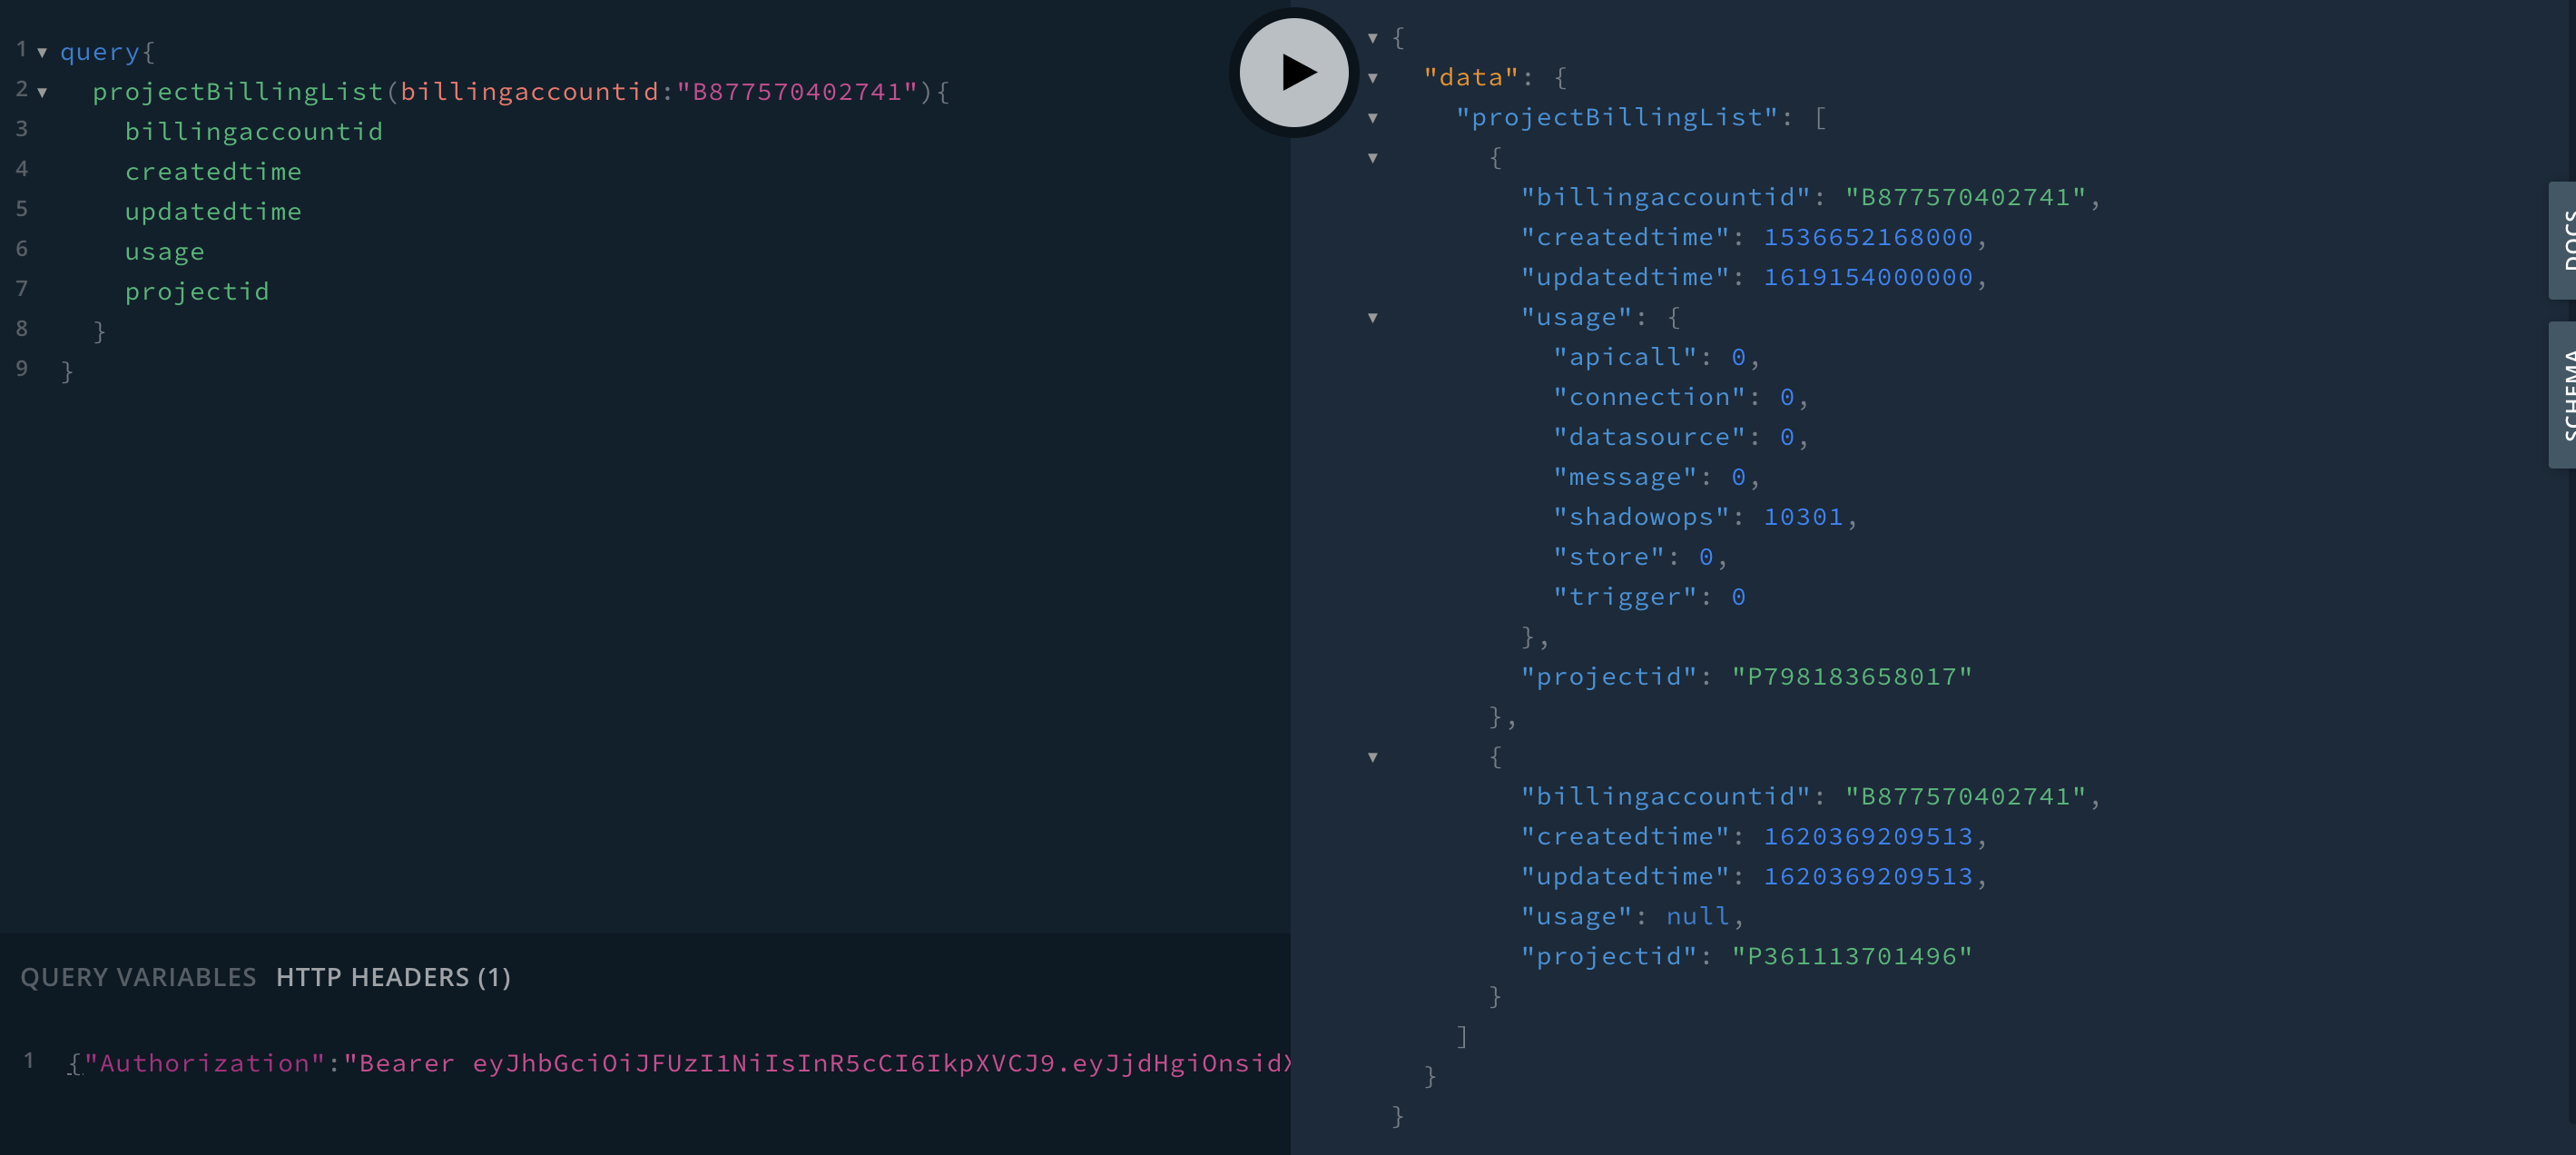 1 query{
2 projectBillingList(billingaccountid:"B877570402741"){
3 billingaccountid
4 createdtime
5 updatedtime
6 usage
7 projectid
8 }
9 }
QUERY VARIABLES HTTP HEADERS (1)
1 {"Authorization":"Bearer eyJhbGciOiJFUzI1NiIsInR5cCI6IkpXVCJ9.eyJjdHgiOnsidX
{
"data": {
"projectBillingList": [
{
"billingaccountid": "B877570402741",
"createdtime": 1536652168000,
"updatedtime": 1619154000000,
"usage": {
"apicall": 0,
"connection": 0,
"datasource": 0,
"message": 0,
"shadowops": 10301,
"store": 0,
"trigger": 0
},
"projectid": "P798183658017"
},
{
"billingaccountid": "B877570402741",
"createdtime": 1620369209513,
"updatedtime": 1620369209513,
"usage": null,
"projectid": "P361113701496"
}
]
}
}
DOCS
SCHEMA